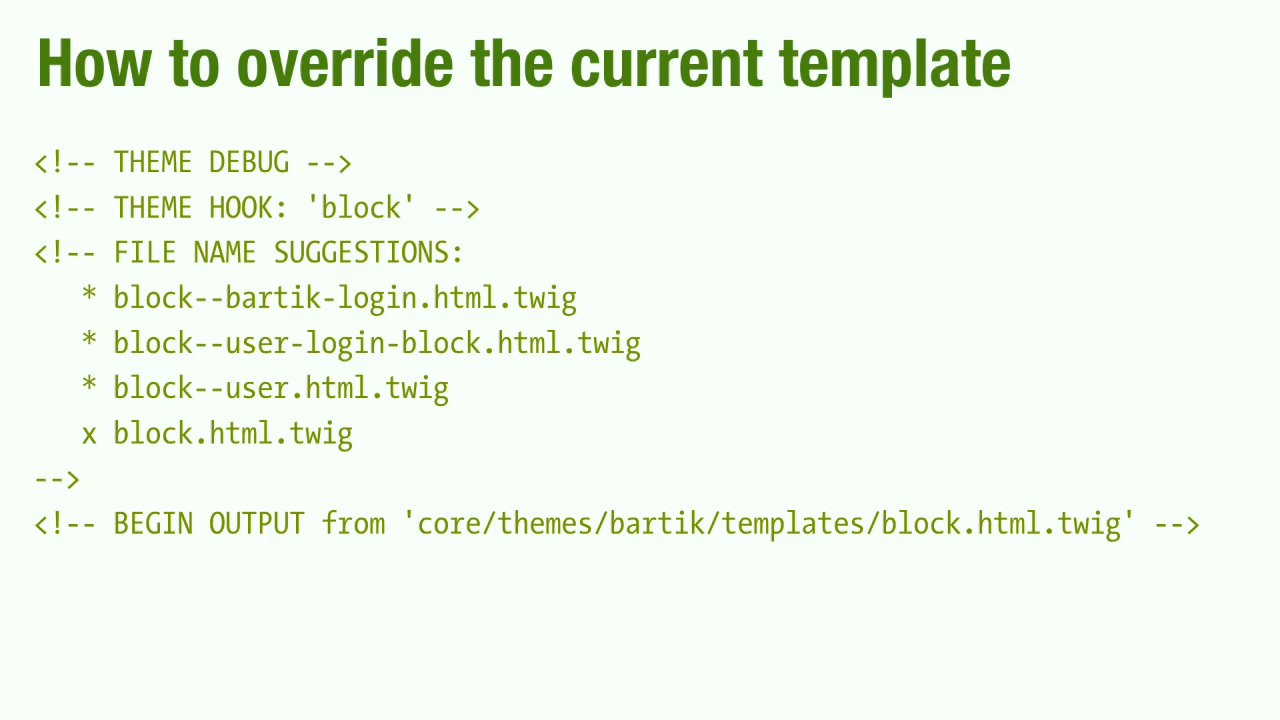 How to override the current template
<!-- THEME DEBUG -->
<!-- THEME HOOK: 'block' -->
<!-- FILE NAME SUGGESTIONS:
   * block--bartik-login.html.twig
   * block--user-login-block.html.twig
   * block--user.html.twig
   x block.html.twig
-->
<!-- BEGIN OUTPUT from 'core/themes/bartik/templates/block.html.twig' -->